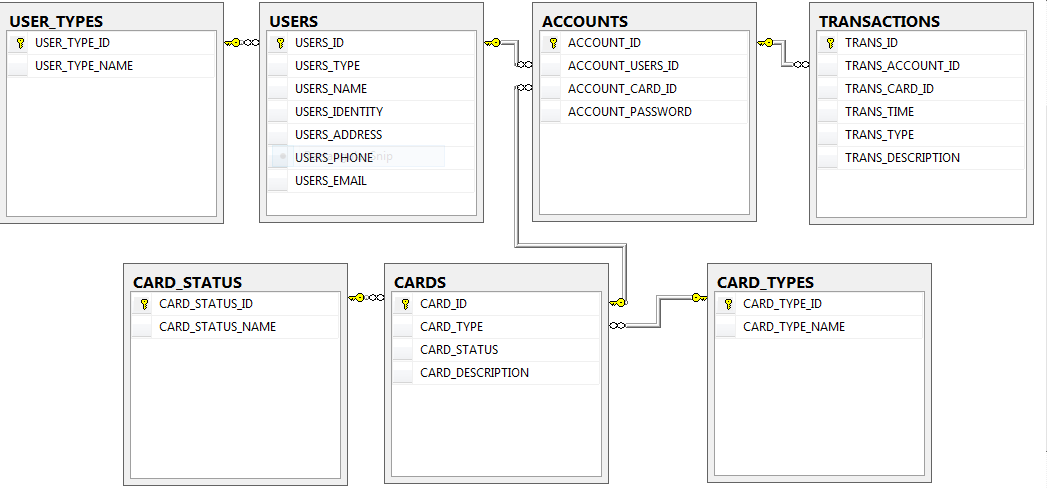 USER_TYPES
USER_TYPE_ID
USER_TYPE_NAME
USERS
USERS_ID
USERS_TYPE
USERS_NAME
USERS_IDENTITY
USERS_ADDRESS
USERS_PHONE
USERS_EMAIL
ACCOUNTS
ACCOUNT_ID
ACCOUNT_USERS_ID
ACCOUNT_CARD_ID
ACCOUNT_PASSWORD
TRANSACTIONS
TRANS_ID
TRANS_ACCOUNT_ID
TRANS_CARD_ID
TRANS_TIME
TRANS_TYPE
TRANS_DESCRIPTION
CARD_STATUS
CARD_STATUS_ID
CARD_STATUS_NAME
CARDS
CARD_ID
CARD_TYPE
CARD_STATUS
CARD_DESCRIPTION
CARD_TYPES
CARD_TYPE_ID
CARD_TYPE_NAME